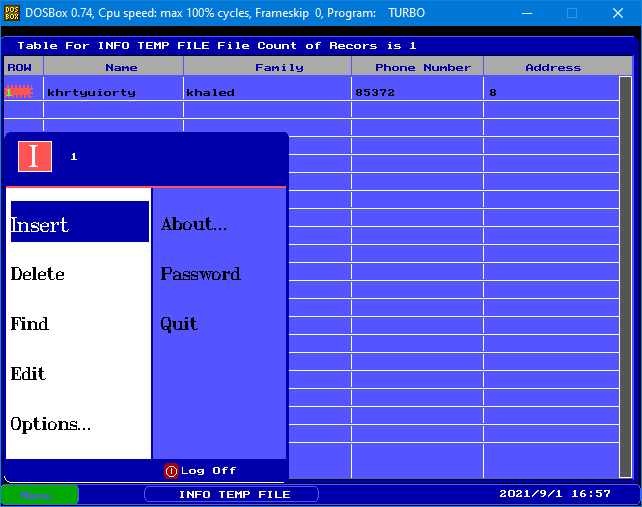 DOS BOX
DOSBox 0.74, Cpu speed: max 100% cycles, Frameskip 0, Program: TURBO
Table For INFO TEMP FILE File Count of Recors is 1
ROW Name Family Phone Number Address
1 khrtyuiorty khaled 85372 8
I 1
Insert About...
Delete Password
Find Quit
Edit
Options...
Log Off
Menu INFO TEMP FILE 2021/9/1 16:57